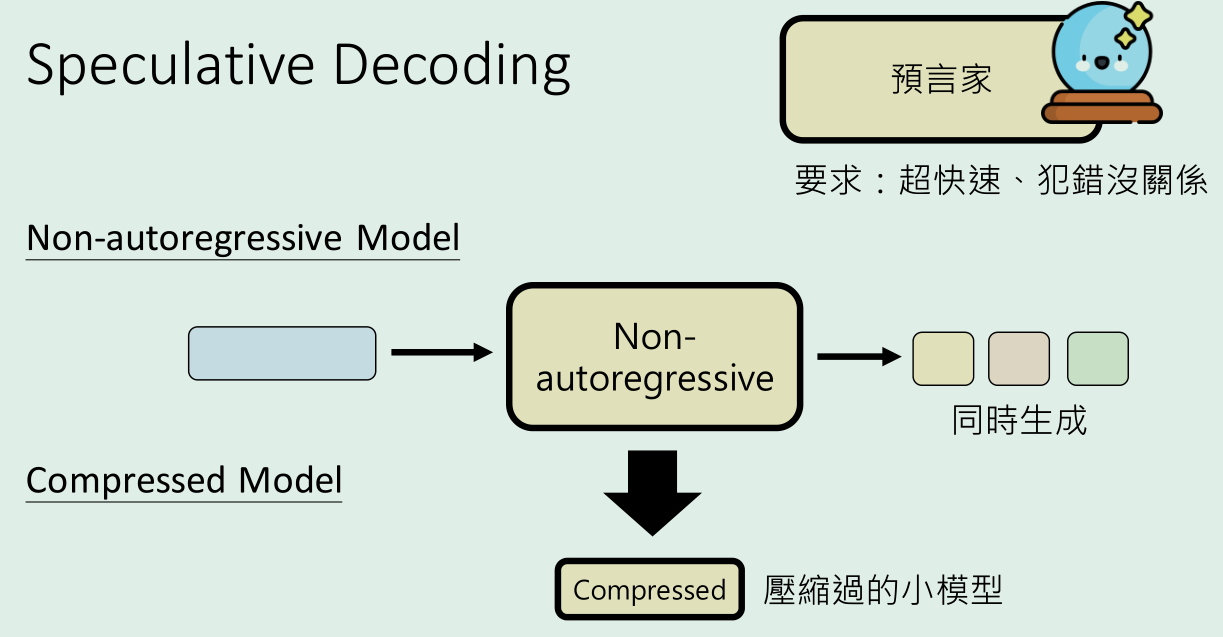 Speculative Decoding
預言家
要求：超快速、犯錯沒關係
Non-autoregressive Model
Non-
autoregressive
同時生成
Compressed Model
Compressed
壓縮過的小模型